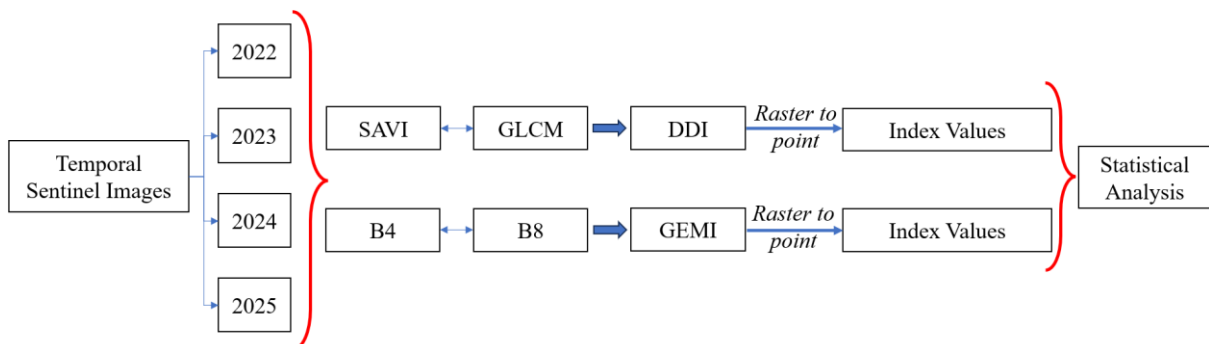 Temporal
Sentinel Images
2022
2023
2024
2025
SAVI
GLCM
DDI
Raster to
point
Index Values
B4
B8
GEMI
Raster to
point
Index Values
Statistical
Analysis